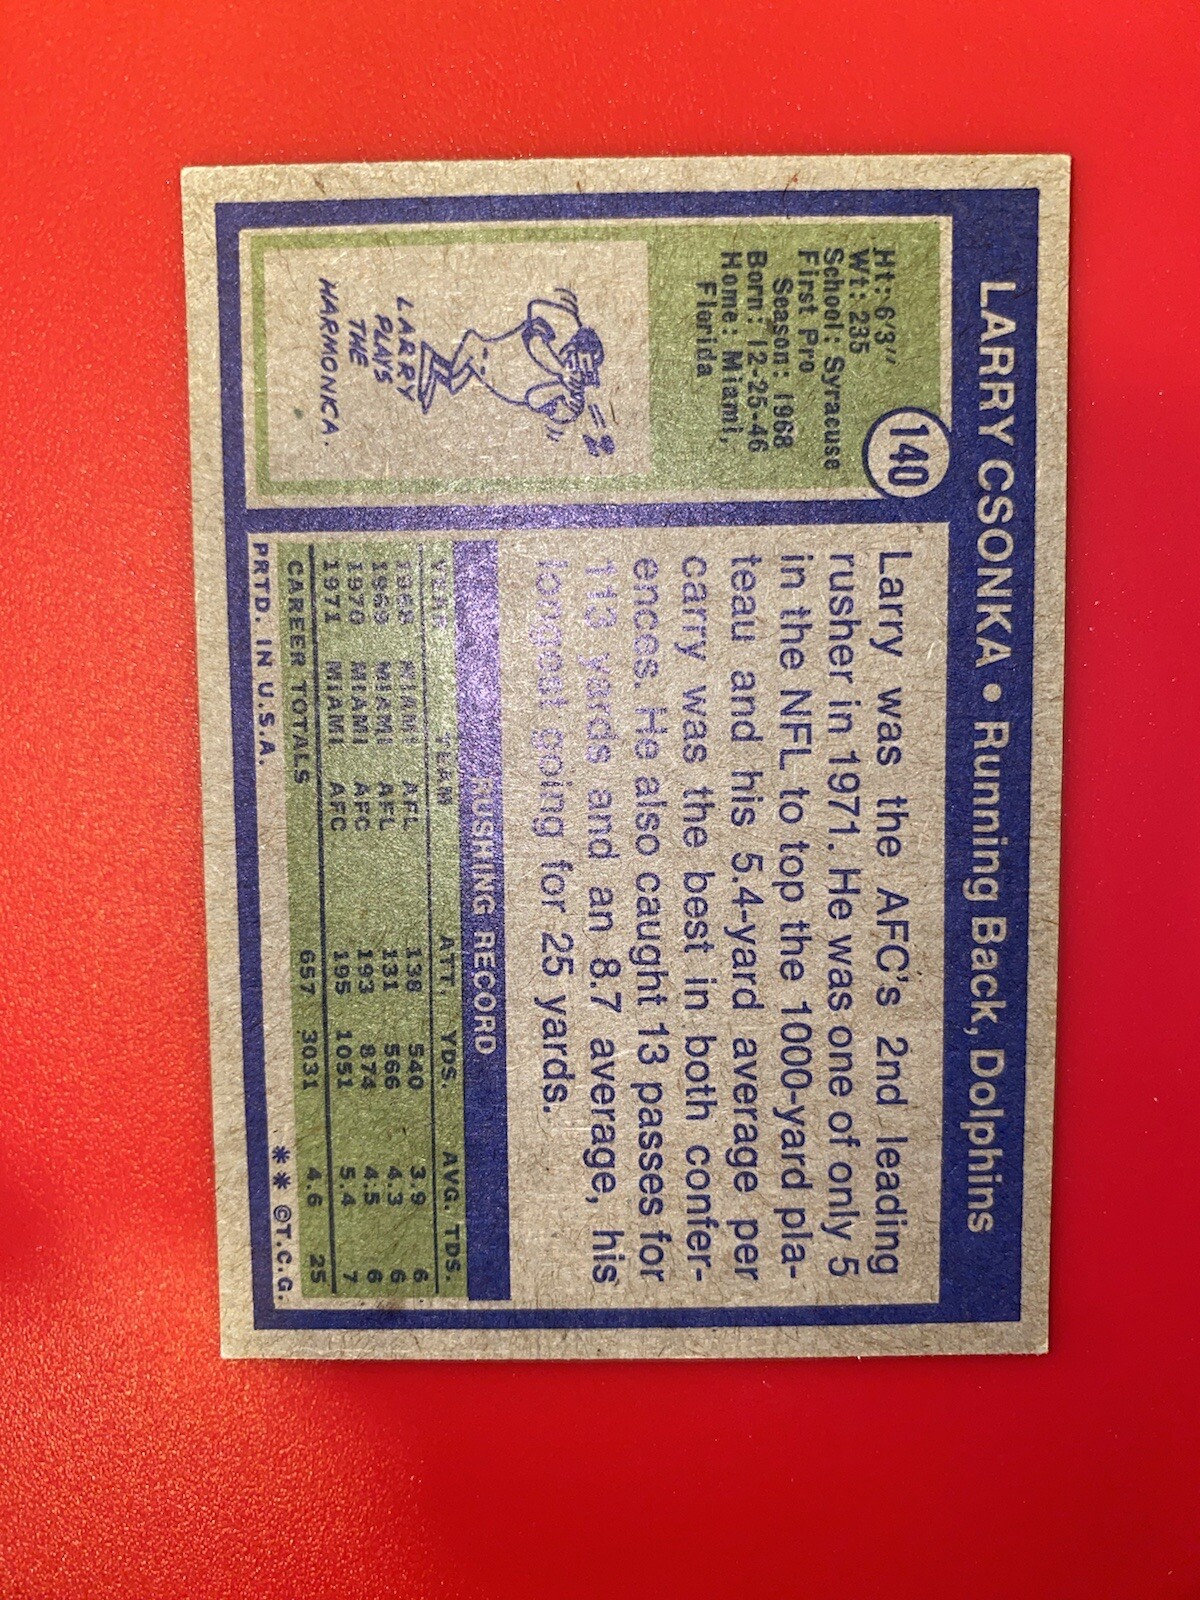 LARRY CSONKA • Running Back, Dolphins
140
Ht: 6'3"
Wt: 235
School: Syracuse
First Pro
Season: 1968
Born: 12-25-46
Home: Miami,
Florida
LARRY
PLAYS
THE
HARMONICA.
Larry was the AFC's 2nd leading
rusher in 1971. He was one of only 5
in the NFL to top the 1000-yard pla-
teau and his 5.4-yard average per
carry was the best in both confer-
ences. He also caught 13 passes for
113 yards and an 8.7 average, his
longest going for 25 yards.
RUSHING RECORD
YEAR TEAM ATT. YDS. AVG. TDS.
1968 MIAMI AFL 138 540 3.9 6
1969 MIAMI AFL 131 566 4.3 6
1970 MIAMI AFC 193 874 4.5 6
1971 MIAMI AFC 195 1051 5.4 7
CAREER TOTALS 657 3031 4.6 25
PRTD. IN U.S.A. ** ©T.C.G.